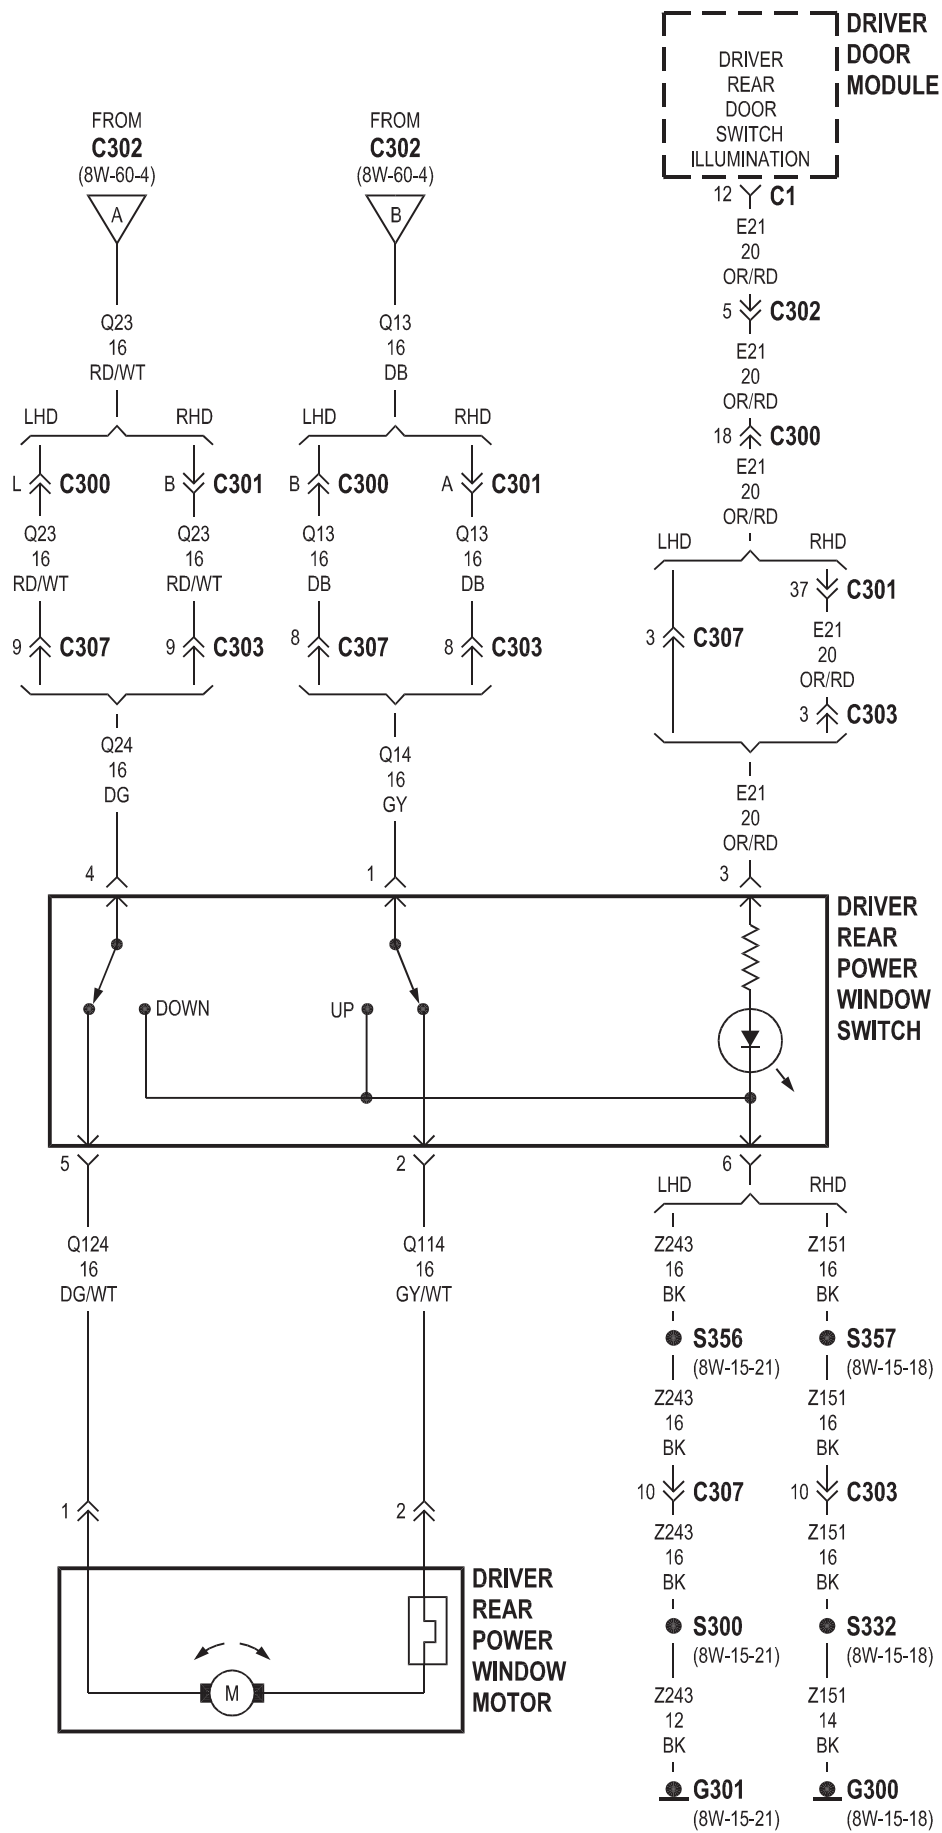 DRIVER
DOOR
MODULE
DRIVER
REAR
DOOR
SWITCH
ILLUMINATION
12 C1
E21
20
OR/RD
5 C302
E21
20
OR/RD
18 C300
E21
20
OR/RD
LHD RHD
37 C301
3 C307
E21
20
OR/RD
3 C303
E21
20
OR/RD
3
FROM
C302
(8W-60-4)
A
Q23
16
RD/WT
LHD RHD
L C300 B C301
Q23 Q23
16 16
RD/WT RD/WT
9 C307 9 C303
Q24
16
DG
4
FROM
C302
(8W-60-4)
B
Q13
16
DB
LHD RHD
B C300 A C301
Q13 Q13
16 16
DB DB
8 C307 8 C303
Q14
16
GY
1
DRIVER
REAR
POWER
WINDOW
SWITCH
DOWN UP
5 2 6
Q124
16
DG/WT
1
Q114
16
GY/WT
2
DRIVER
REAR
POWER
WINDOW
MOTOR
M
LHD RHD
Z243 Z151
16 16
BK BK
S356 S357
(8W-15-21) (8W-15-18)
Z243 Z151
16 16
BK BK
10 C307 10 C303
Z243 Z151
16 16
BK BK
S300 S332
(8W-15-21) (8W-15-18)
Z243 Z151
12 14
BK BK
G301 G300
(8W-15-21) (8W-15-18)